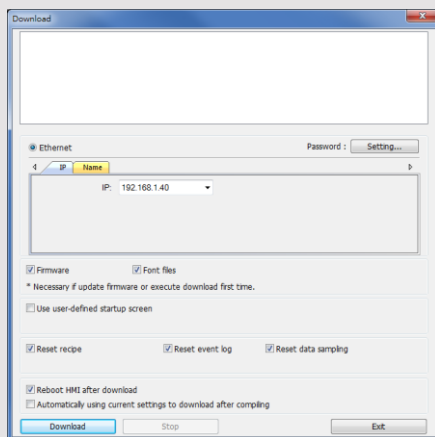 Download
Ethernet Password : Setting...
IP Name
IP: 192.168.1.40
Firmware Font files
* Necessary if update firmware or execute download first time.
Use user-defined startup screen
Reset recipe Reset event log Reset data sampling
Reboot HMI after download
Automatically using current settings to download after compiling
Download Stop Exit